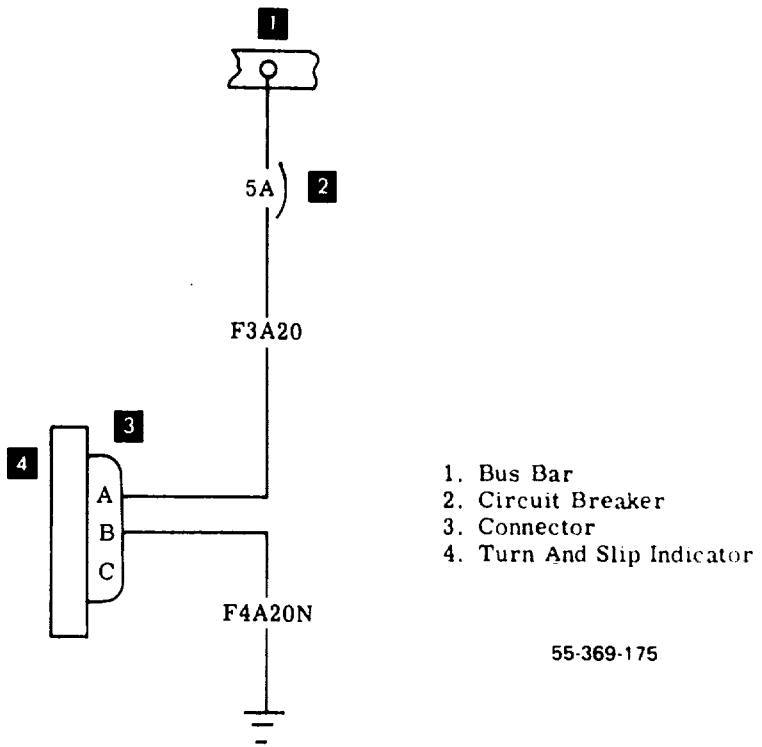 1
5A
2
F3A20
3
4
A
B
C
F4A20N
1. Bus Bar
2. Circuit Breaker
3. Connector
4. Turn And Slip Indicator
55-369-175